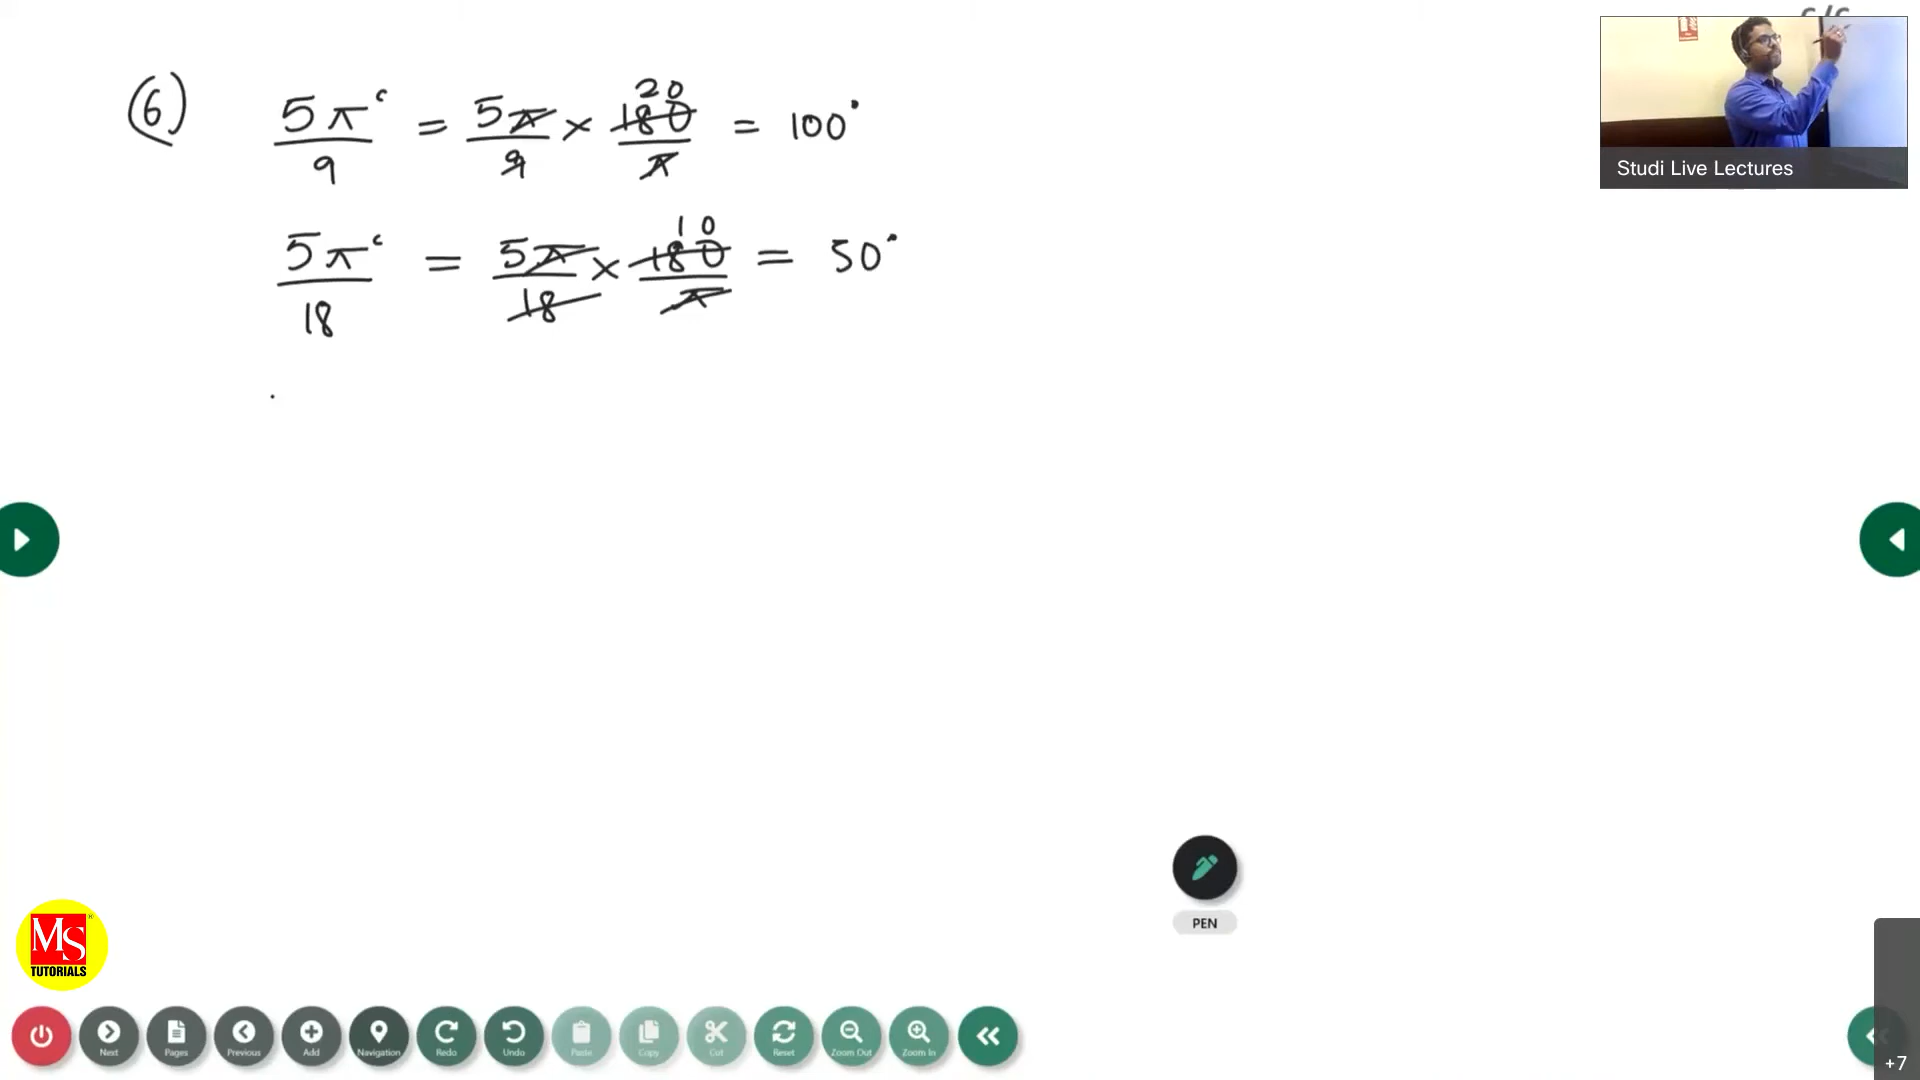 (6) 5π^c/9 = 5π/9 × 180/π = 100°
20
5π^c/18 = 5π/18 × 180/π = 50°
10
Studi Live Lectures
PEN
MS
TUTORIALS
Next
Pages
Previous
Add
Navigation
Redo
Undo
Paste
Copy
Cut
Reset
Zoom Out
Zoom In
+7